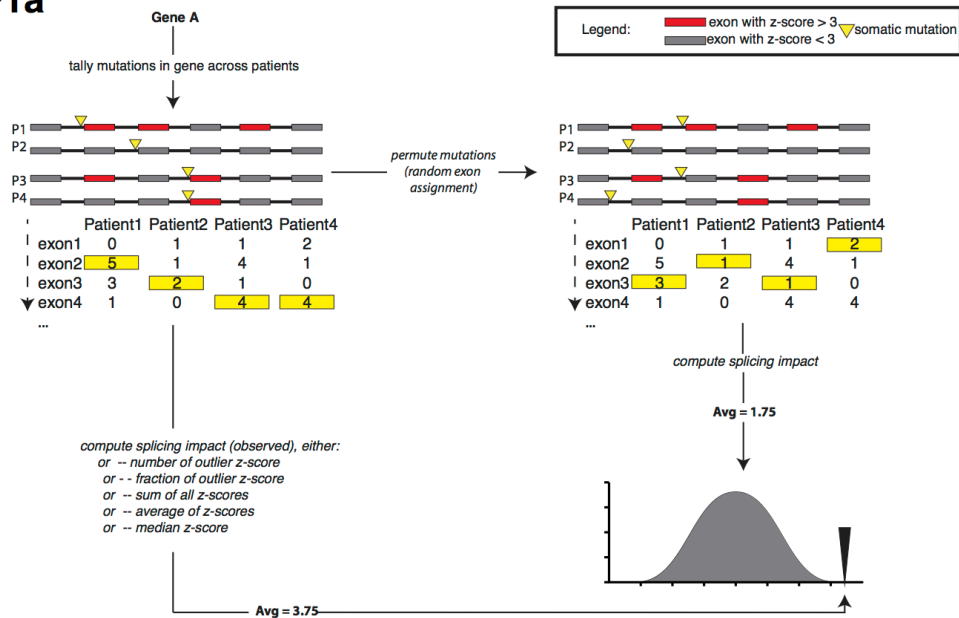 1a
Gene A
Legend:
exon with z-score > 3
somatic mutation
exon with z-score < 3
tally mutations in gene across patients
P1
P2
P3
P4
Patient1 Patient2 Patient3 Patient4
exon1 0 1 1 2
exon2 5 1 4 1
exon3 3 2 1 0
exon4 1 0 4 4
...
permute mutations
(random exon
assignment)
P1
P2
P3
P4
Patient1 Patient2 Patient3 Patient4
exon1 0 1 1 2
exon2 5 1 4 1
exon3 3 2 1 0
exon4 1 0 4 4
...
compute splicing impact
Avg = 1.75
compute splicing impact (observed), either:
or -- number of outlier z-score
or - - fraction of outlier z-score
or -- sum of all z-scores
or -- average of z-scores
or -- median z-score
Avg = 3.75